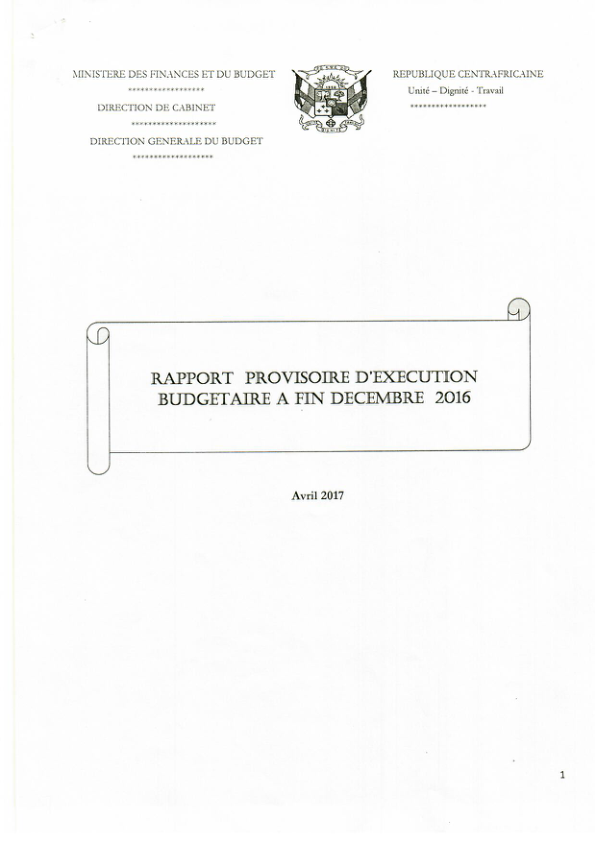 MINISTERE DES FINANCES ET DU BUDGET
******************
DIRECTION DE CABINET
********************
DIRECTION GENERALE DU BUDGET
*******************
REPUBLIQUE CENTRAFRICAINE
Unité – Dignité - Travail
******************
RAPPORT PROVISOIRE D'EXECUTION
BUDGETAIRE A FIN DECEMBRE 2016
Avril 2017
1